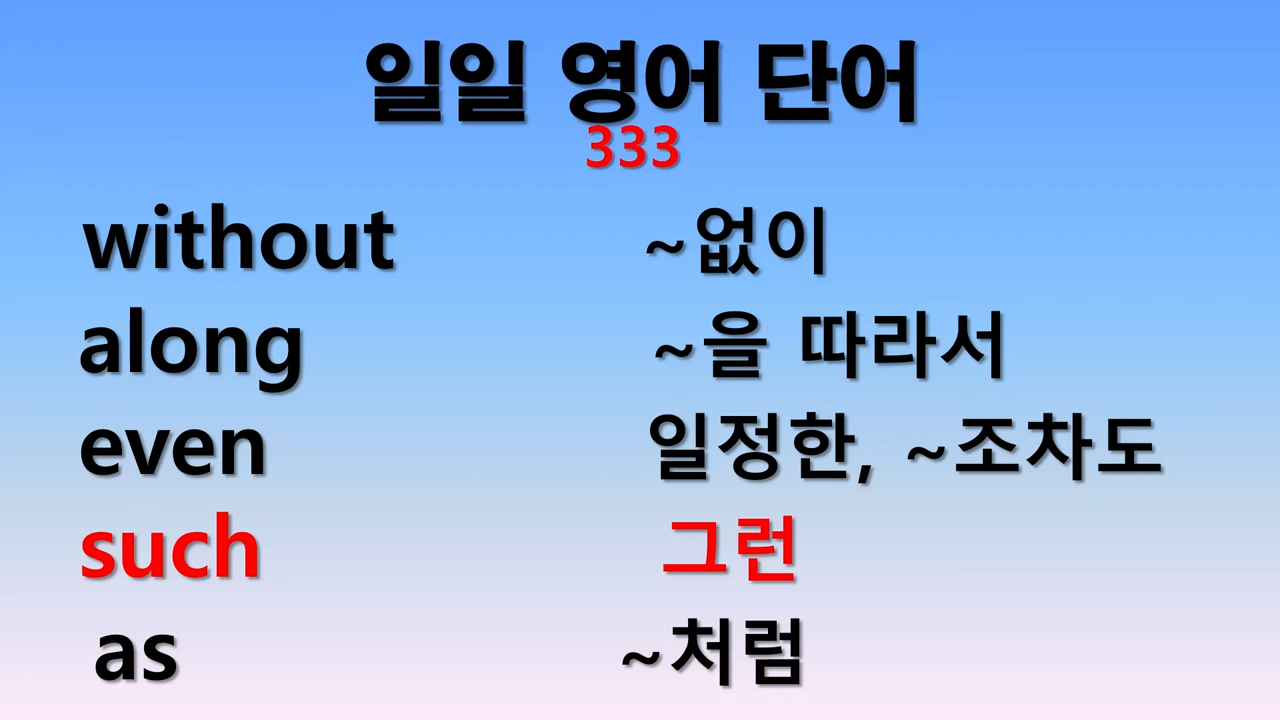 일일 영어 단어
333
without ~없이
along ~을 따라서
even 일정한, ~조차도
such 그런
as ~처럼